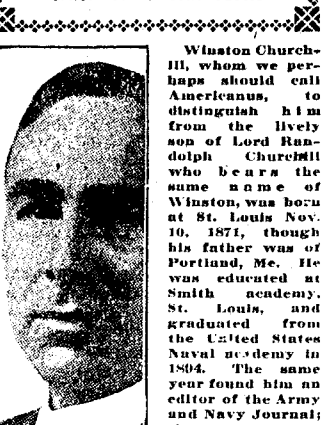 Winston Church-
ill, whom we per-
haps should call
Americanus, to
distinguish him
from the lively
son of Lord Ran-
dolph Churchill
who bears the
same name of
Winston, was born
at St. Louis Nov.
10, 1871, though
his father was of
Portland, Me. He
was educated at
Smith academy,
St. Louis, and
graduated from
the United States
Naval academy in
1894. The same
year found him an
editor of the Army
and Navy Journal;